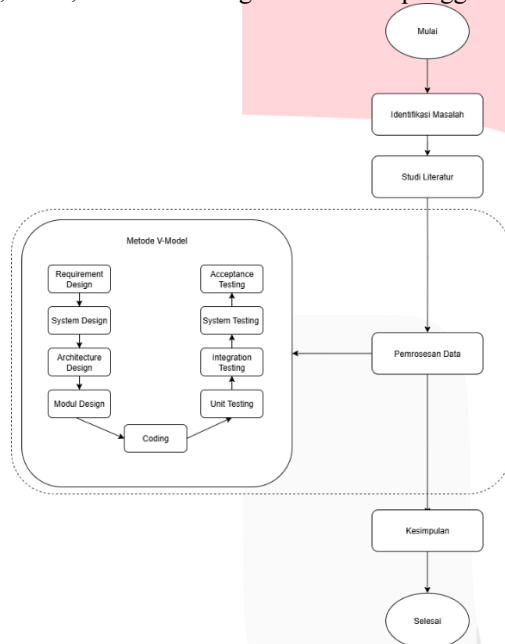 Mulai
Identifikasi Masalah
Studi Literatur
Metode V-Model
Requirement
Design
System Design
Architecture
Design
Modul Design
Coding
Unit Testing
Integration
Testing
System Testing
Acceptance
Testing
Pemrosesan Data
Kesimpulan
Selesai